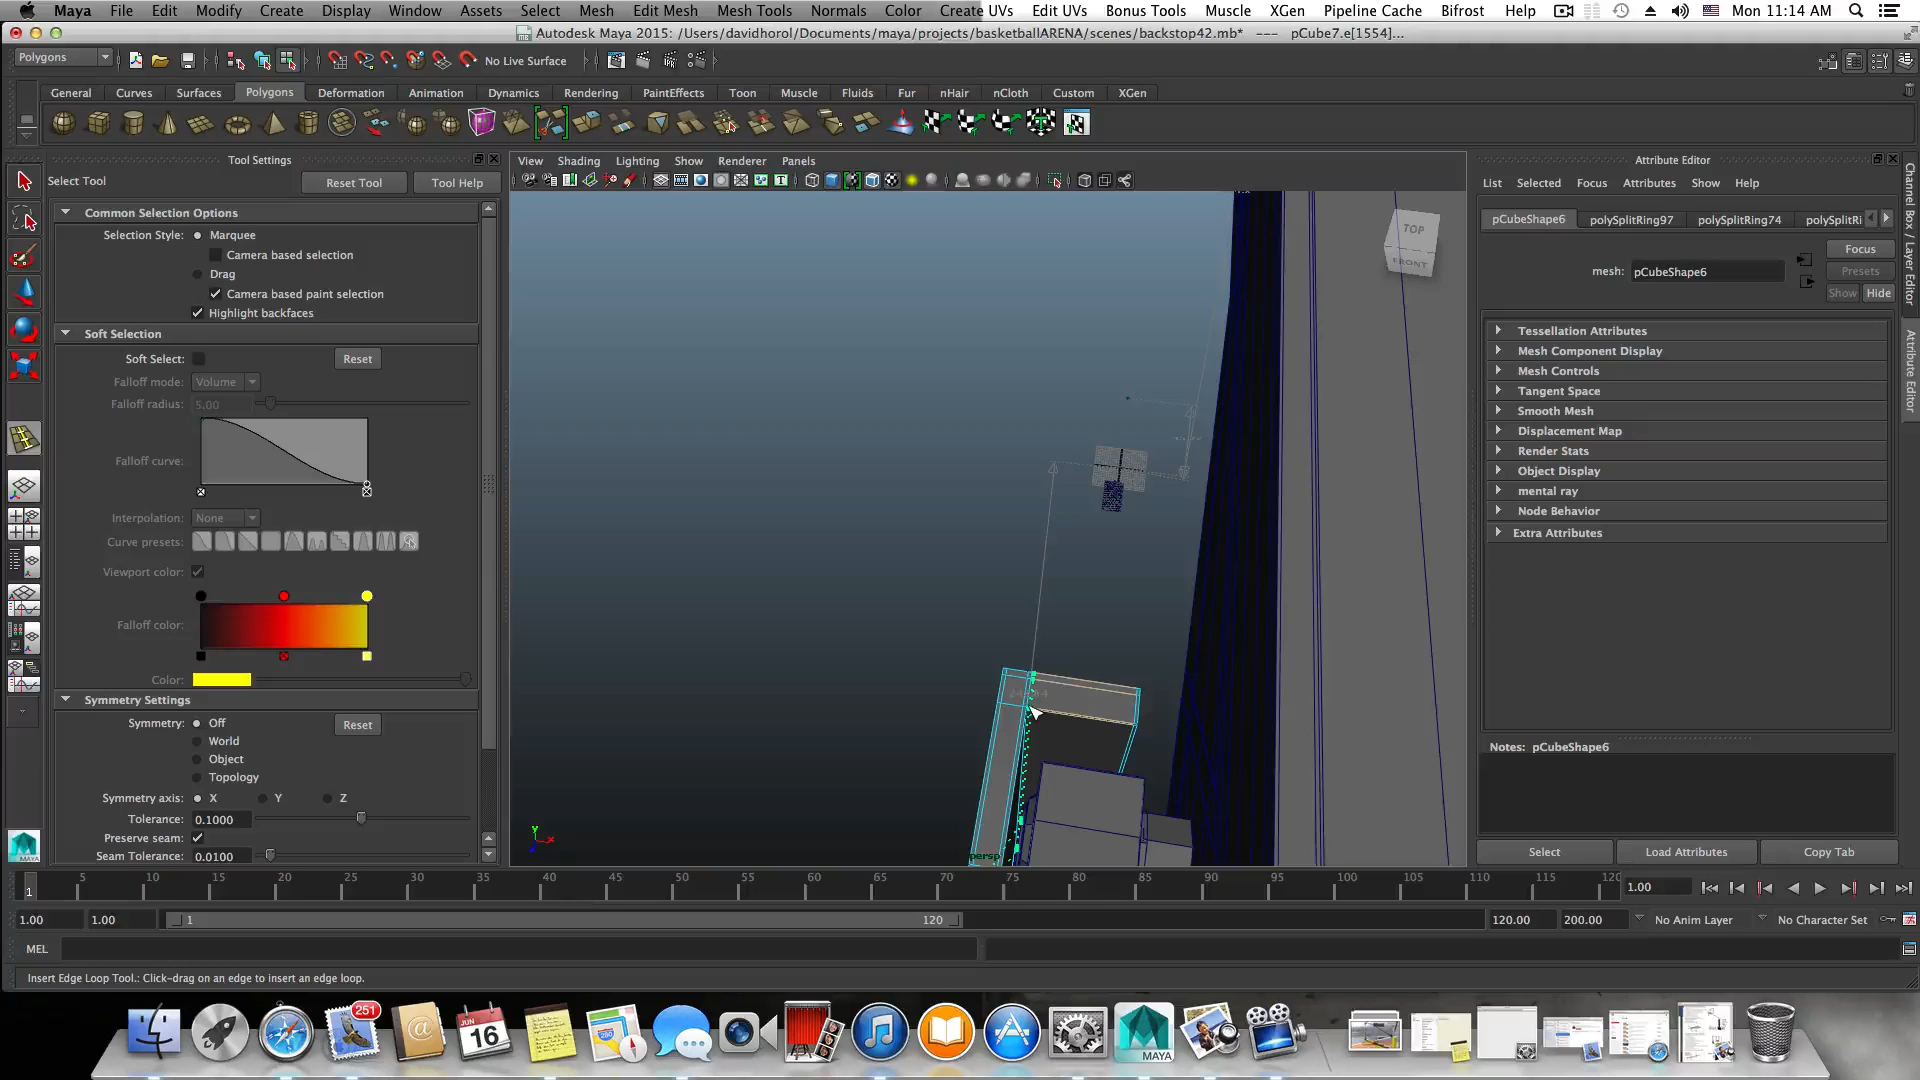 Maya File Edit Modify Create Display Window Assets Select Mesh Edit Mesh Mesh Tools Normals Color Create UVs Edit UVs Bonus Tools Muscle XGen Pipeline Cache Bifrost Help Mon 11:14 AM
Autodesk Maya 2015: /Users/davidhorol/Documents/maya/projects/basketballARENA/scenes/backstop42.mb* --- pCube7.e[1554]...
Polygons No Live Surface
General Curves Surfaces Polygons Deformation Animation Dynamics Rendering PaintEffects Toon Muscle Fluids Fur nHair nCloth Custom XGen
Tool Settings
Select Tool Reset Tool Tool Help
Common Selection Options
Selection Style: Marquee
Camera based selection
Drag
Camera based paint selection
Highlight backfaces
Soft Selection
Soft Select: Reset
Falloff mode: Volume
Falloff radius: 5.00
Falloff curve:
Interpolation: None
Curve presets:
Viewport color:
Falloff color:
Color:
Symmetry Settings
Symmetry: Off Reset
World
Object
Topology
Symmetry axis: X Y Z
Tolerance: 0.1000
Preserve seam:
Seam Tolerance: 0.0100
View Shading Lighting Show Renderer Panels
TOP
FRONT
y
x
persp
Attribute Editor
List Selected Focus Attributes Show Help
pCubeShape6 polySplitRing97 polySplitRing74 polySplitRi
Focus
mesh: pCubeShape6 Presets
Show Hide
Tessellation Attributes
Mesh Component Display
Mesh Controls
Tangent Space
Smooth Mesh
Displacement Map
Render Stats
Object Display
mental ray
Node Behavior
Extra Attributes
Notes: pCubeShape6
Select Load Attributes Copy Tab
Channel Box / Layer Editor
Attribute Editor
1 5 10 15 20 25 30 35 40 45 50 55 60 65 70 75 80 85 90 95 100 105 110 115 120 1.00
1.00 1.00 1 120 120.00 200.00 No Anim Layer No Character Set
MEL
Insert Edge Loop Tool.: Click-drag on an edge to insert an edge loop.
251
JUN
16
MAYA
MAYA